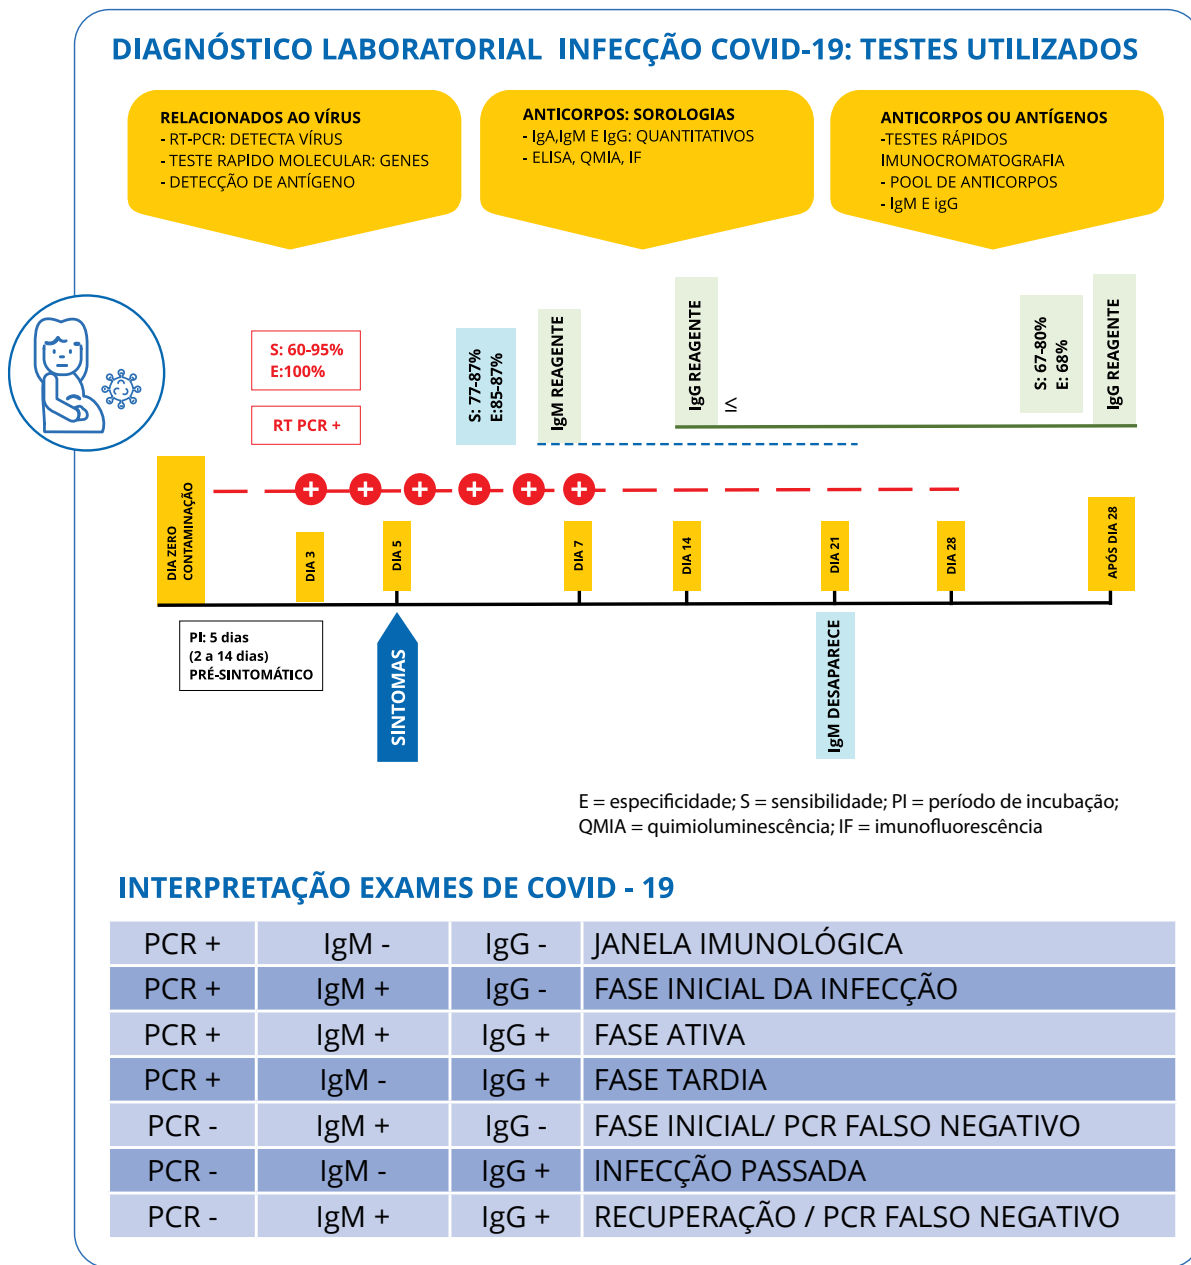 DIAGNÓSTICO LABORATORIAL INFECÇÃO COVID-19: TESTES UTILIZADOS
RELACIONADOS AO VÍRUS
- RT-PCR: DETECTA VÍRUS
- TESTE RAPIDO MOLECULAR: GENES
- DETECÇÃO DE ANTÍGENO
ANTICORPOS: SOROLOGIAS
- IgA,IgM E IgG: QUANTITATIVOS
- ELISA, QMIA, IF
ANTICORPOS OU ANTÍGENOS
-TESTES RÁPIDOS
IMUNOCROMATOGRAFIA
- POOL DE ANTICORPOS
- IgM E igG
S: 60-95%
E:100%
RT PCR +
S: 77-87%
E:85-87%
IgM REAGENTE
IgG REAGENTE
≤
S: 67-80%
E: 68%
IgG REAGENTE
+ + + + + +
DIA ZERO
CONTAMINAÇÃO
DIA 3
DIA 5
DIA 7
DIA 14
DIA 21
DIA 28
APÓS DIA 28
PI: 5 dias
(2 a 14 dias)
PRÉ-SINTOMÁTICO
SINTOMAS
IgM DESAPARECE
E = especificidade; S = sensibilidade; PI = período de incubação;
QMIA = quimioluminescência; IF = imunofluorescência
INTERPRETAÇÃO EXAMES DE COVID - 19
PCR + IgM - IgG - JANELA IMUNOLÓGICA
PCR + IgM + IgG - FASE INICIAL DA INFECÇÃO
PCR + IgM + IgG + FASE ATIVA
PCR + IgM - IgG + FASE TARDIA
PCR - IgM + IgG - FASE INICIAL/ PCR FALSO NEGATIVO
PCR - IgM - IgG + INFECÇÃO PASSADA
PCR - IgM + IgG + RECUPERAÇÃO / PCR FALSO NEGATIVO